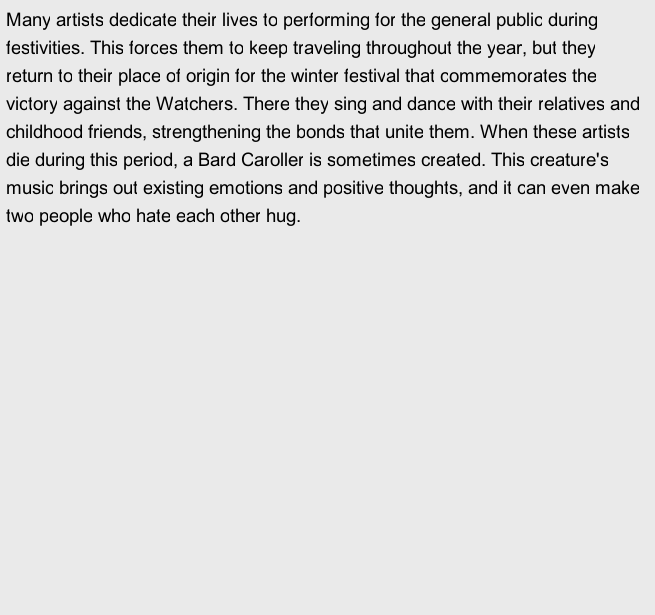 Many artists dedicate their lives to performing for the general public during
festivities. This forces them to keep traveling throughout the year, but they
return to their place of origin for the winter festival that commemorates the
victory against the Watchers. There they sing and dance with their relatives and
childhood friends, strengthening the bonds that unite them. When these artists
die during this period, a Bard Caroller is sometimes created. This creature's
music brings out existing emotions and positive thoughts, and it can even make
two people who hate each other hug.